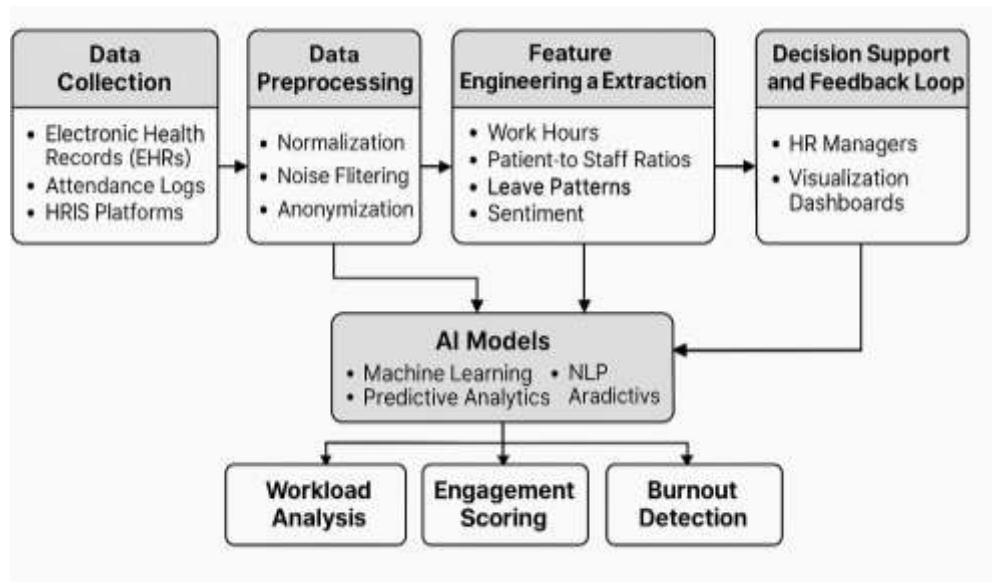 Data
Collection
• Electronic Health
Records (EHRs)
• Attendance Logs
• HRIS Platforms
Data
Preprocessing
• Normalization
• Noise Flitering
• Anonymization
Feature
Engineering a Extraction
• Work Hours
• Patient-to Staff Ratios
• Leave Patterns
• Sentiment
Decision Support
and Feedback Loop
• HR Managers
• Visualization
Dashboards
AI Models
• Machine Learning
• Predictive Analytics
• NLP
Aradictivs
Workload
Analysis
Engagement
Scoring
Burnout
Detection